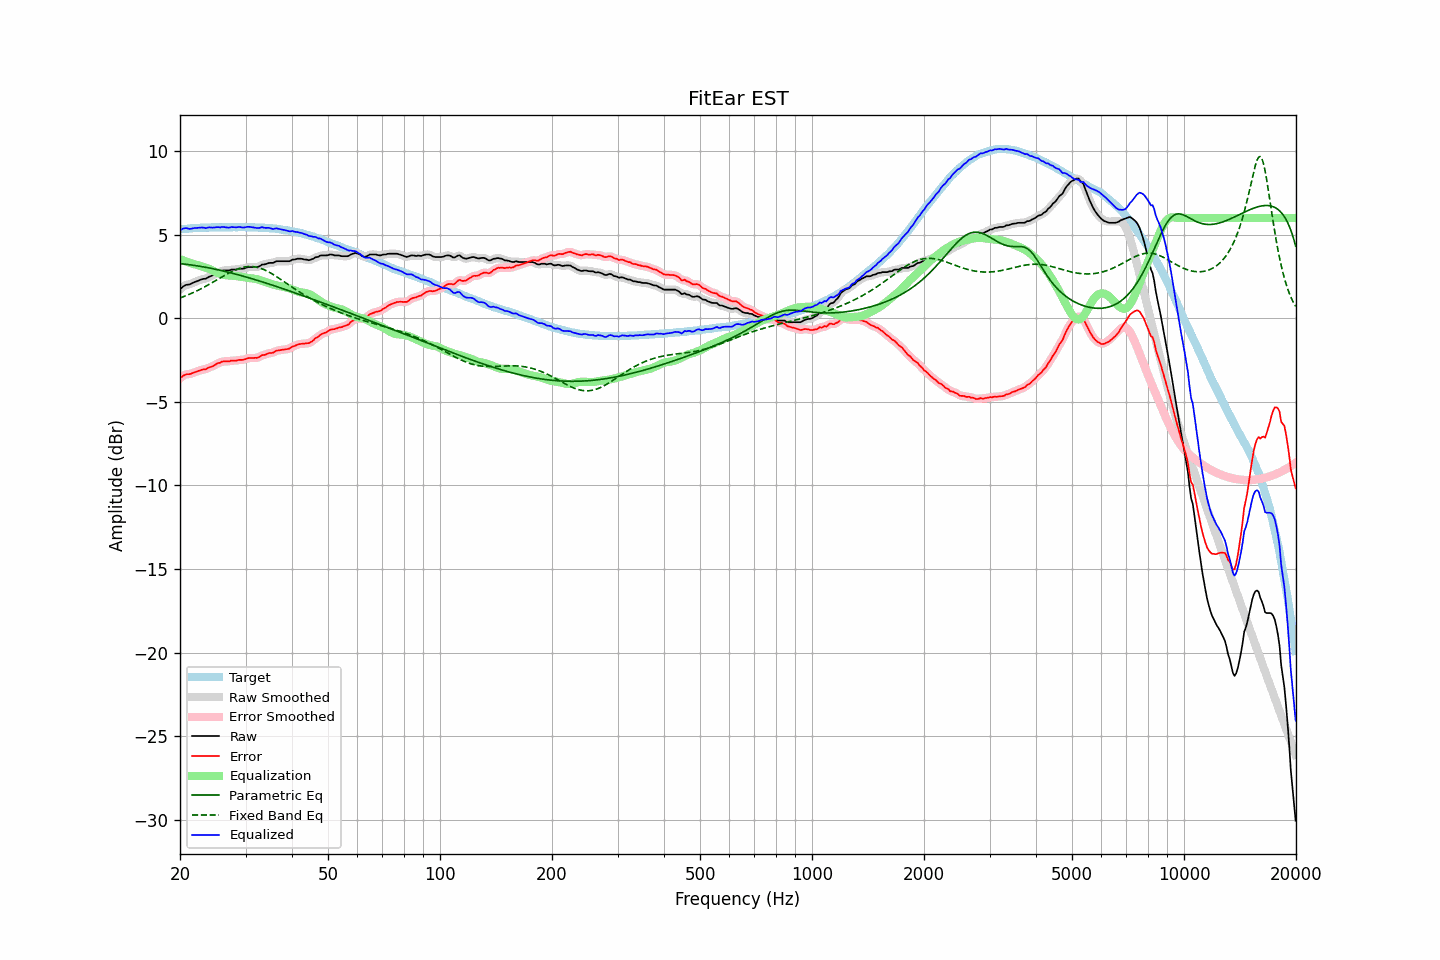 FitEar EST
Amplitude (dBr)
10
5
0
−5
−10
−15
−20
−25
−30
Target
Raw Smoothed
Error Smoothed
Raw
Error
Equalization
Parametric Eq
Fixed Band Eq
Equalized
20 50 100 200 500 1000 2000 5000 10000 20000
Frequency (Hz)